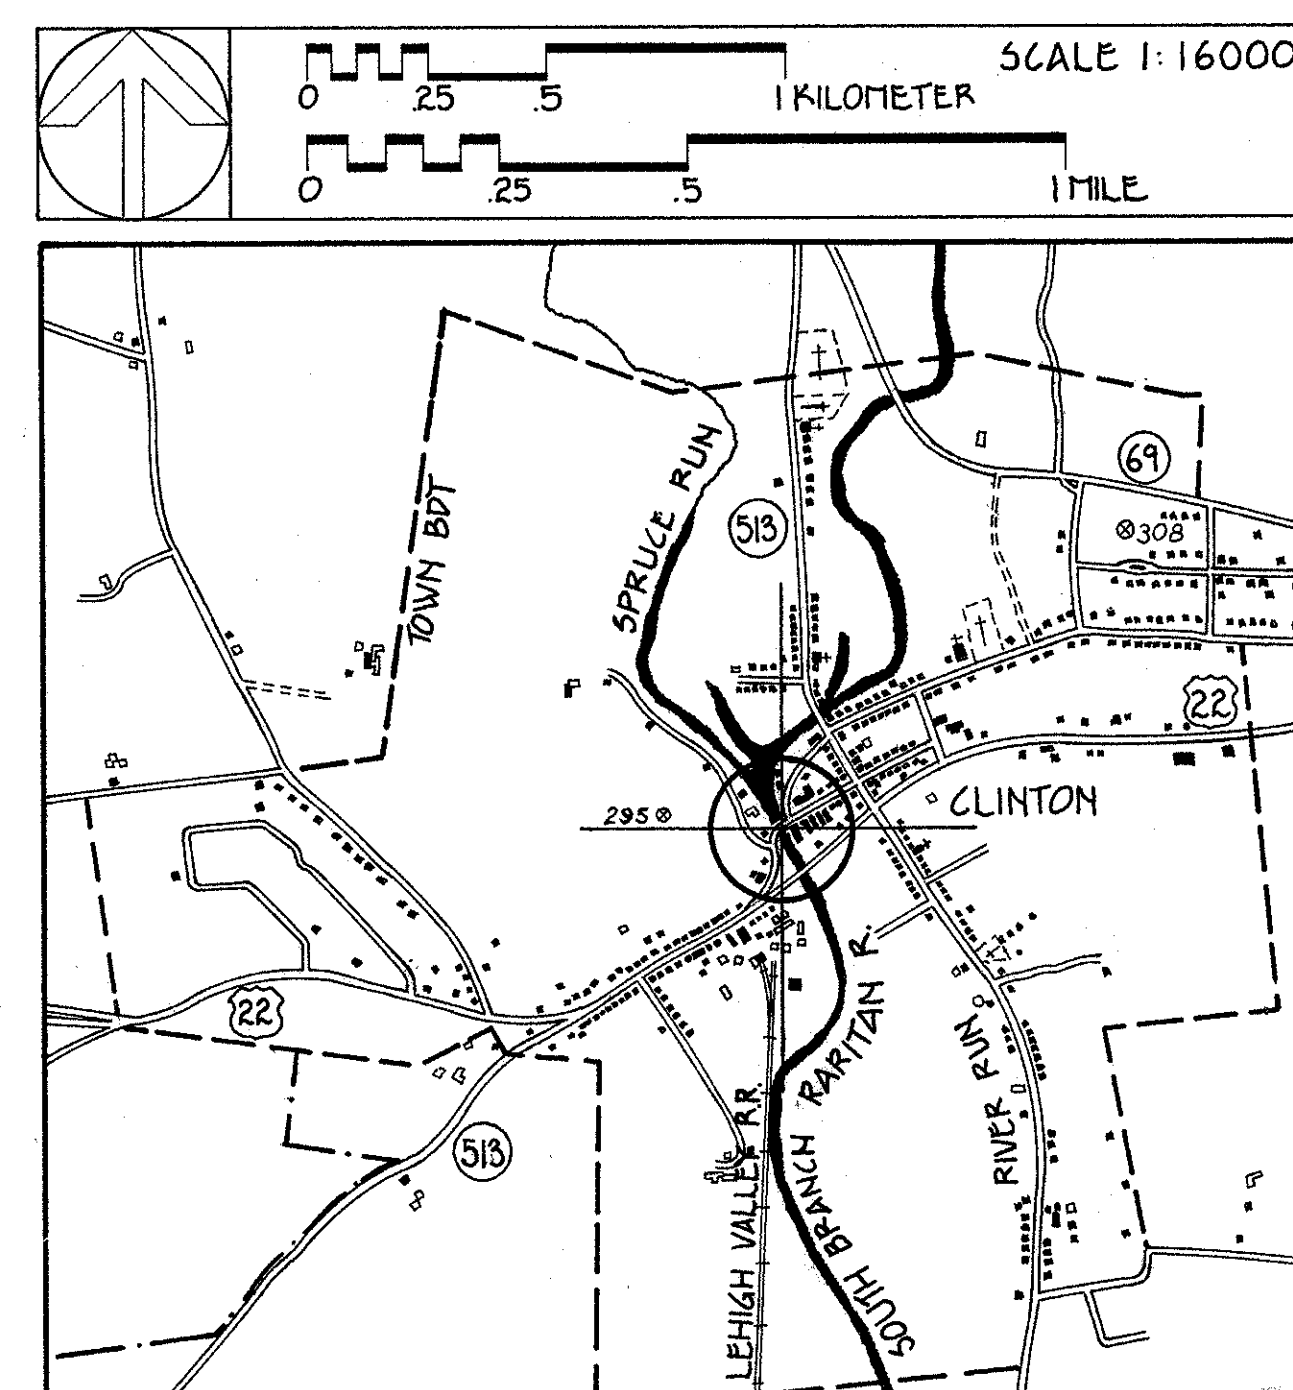 SCALE 1:16000
0 .25 .5 1 KILOMETER
0 .25 .5 1 MILE
69
SPRUCE RUN
TOWN BDY
513
308
22
295
CLINTON
22
SOUTH BRANCH RARITAN R.
RIVER RUN
LEHIGH VALLEY R.R.
513